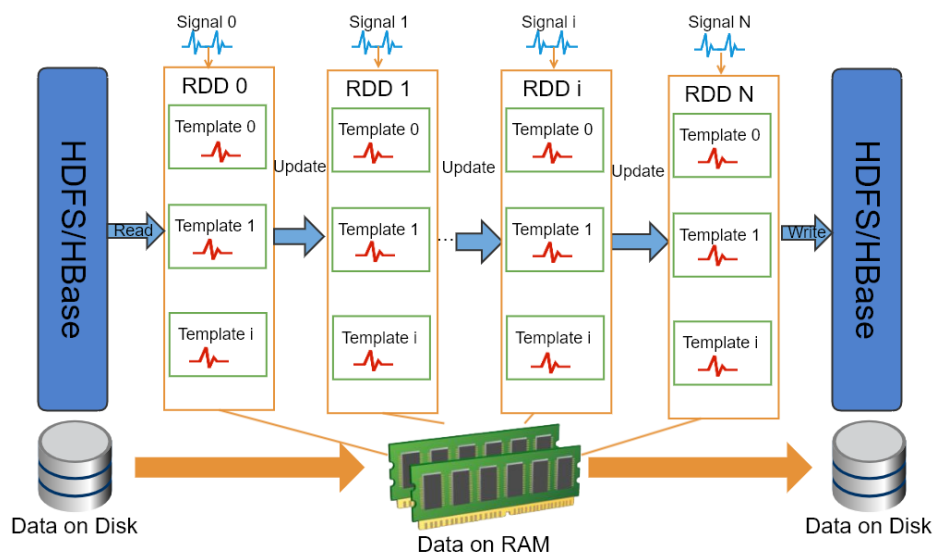 Signal 0
Signal 1
Signal i
Signal N
HDFS/HBase
Read
RDD 0
Template 0
Template 1
Template i
Update
RDD 1
Template 0
Template 1
Template i
Update
...
RDD i
Template 0
Template 1
Template i
Update
RDD N
Template 0
Template 1
Template i
Write
HDFS/HBase
Data on Disk
Data on RAM
Data on Disk